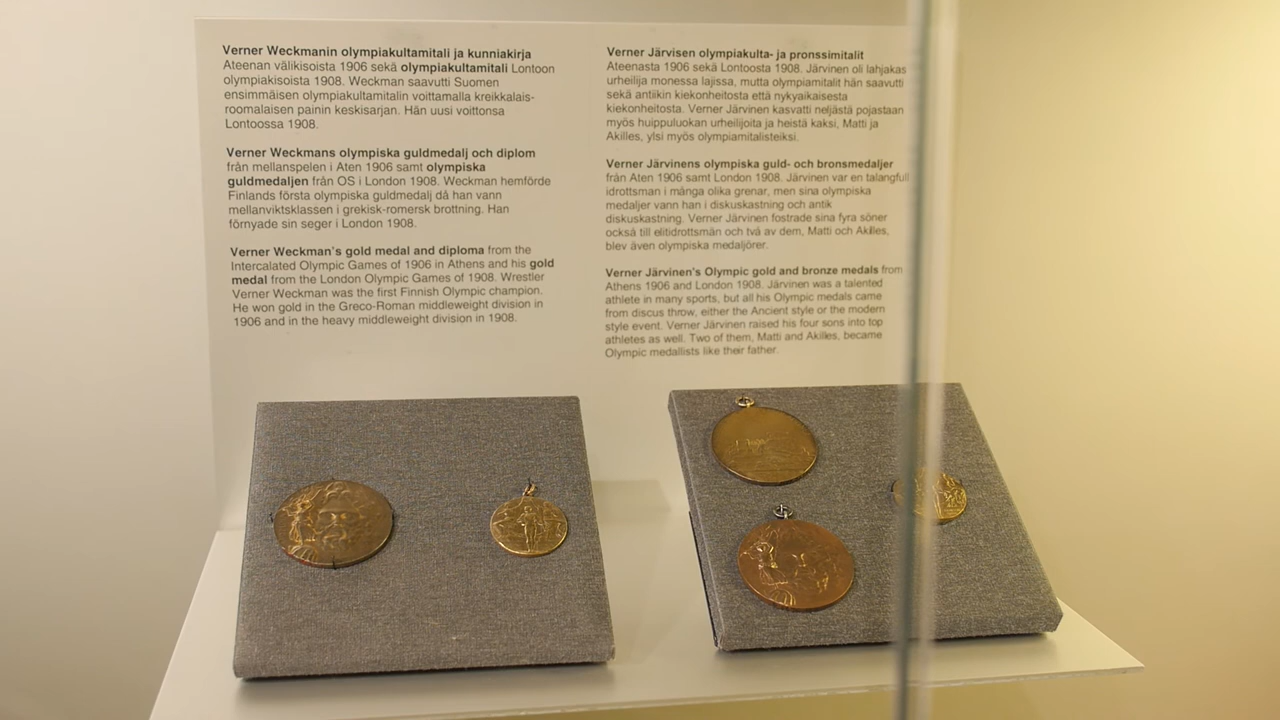 Verner Weckmanin olympiakultamitali ja kunniakirja
Ateenan välikisoista 1906 sekä olympiakultamitali Lontoon
olympiakisoista 1908. Weckman saavutti Suomen
ensimmäisen olympiakultamitalin voittamalla kreikkalais-
roomalaisen painin keskisarjan. Hän uusi voittonsa
Lontoossa 1908.
Verner Weckmans olympiska guldmedalj och diplom
från mellanspelen i Aten 1906 samt olympiska
guldmedaljen från OS i London 1908. Weckman hemförde
Finlands första olympiska guldmedalj då han vann
mellanviktsklassen i grekisk-romersk brottning. Han
förnyade sin seger i London 1908.
Verner Weckman's gold medal and diploma from the
Intercalated Olympic Games of 1906 in Athens and his gold
medal from the London Olympic Games of 1908. Wrestler
Verner Weckman was the first Finnish Olympic champion.
He won gold in the Greco-Roman middleweight division in
1906 and in the heavy middleweight division in 1908.
Verner Järvisen olympiakulta- ja pronssimitalit
Ateenasta 1906 sekä Lontoosta 1908. Järvinen oli lahjakas
urheilija monessa lajissa, mutta olympiamitalit hän saavutti
sekä antiikin kiekonheitosta että nykyaikaisesta
kiekonheitosta. Verner Järvinen kasvatti neljästä pojastaan
myös huippuluokan urheilijoita ja heistä kaksi, Matti ja
Akilles, ylsi myös olympiamitalisteiksi.
Verner Järvinens olympiska guld- och bronsmedaljer
från Aten 1906 samt London 1908. Järvinen var en talangfull
idrottsman i många olika grenar, men sina olympiska
medaljer vann han i diskuskastning och antik
diskuskastning. Verner Järvinen fostrade sina fyra söner
också till elitidrottsmän och två av dem, Matti och Akilles,
blev även olympiska medaljörer.
Verner Järvinen's Olympic gold and bronze medals from
Athens 1906 and London 1908. Järvinen was a talented
athlete in many sports, but all his Olympic medals came
from discus throw, either the Ancient style or the modern
style event. Verner Järvinen raised his four sons into top
athletes as well. Two of them, Matti and Akilles, became
Olympic medallists like their father.